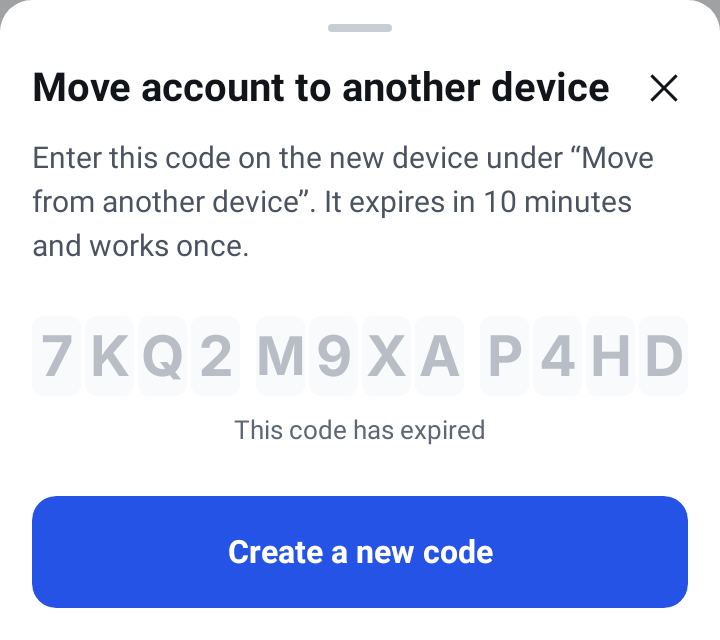 Move account to another device
Enter this code on the new device under “Move
from another device”. It expires in 10 minutes
and works once.
7KQ2 M9XA P4HD
This code has expired
Create a new code